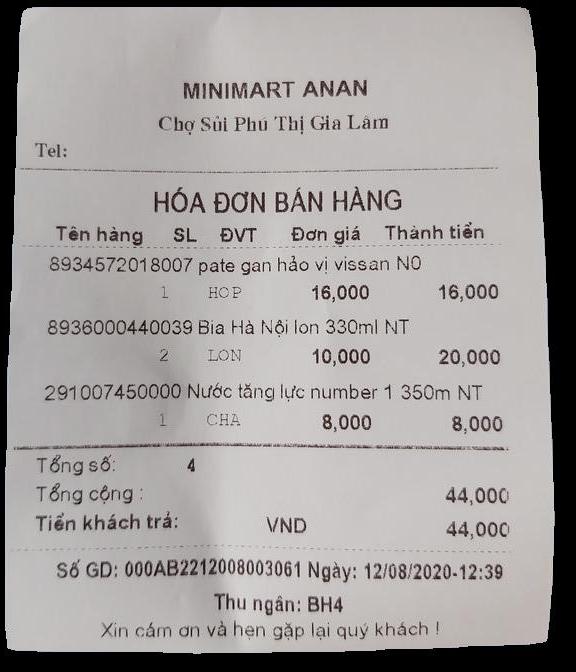 MINIMART ANAN
Chợ Sủi Phú Thị Gia Lâm
Tel:
HÓA ĐƠN BÁN HÀNG
Tên hàng SL ĐVT Đơn giá Thành tiền
8934572018007 pate gan hảo vị vissan N0
1 HOP 16,000 16,000
8936000440039 Bia Hà Nội lon 330ml NT
2 LON 10,000 20,000
291007450000 Nước tăng lực number 1 350m NT
1 CHA 8,000 8,000
Tổng số: 4
Tổng cộng : 44,000
Tiền khách trả: VND 44,000
Số GD: 000AB2212008003061 Ngày: 12/08/2020-12:39
Thu ngân: BH4
Xin cám ơn và hẹn gặp lại quý khách !